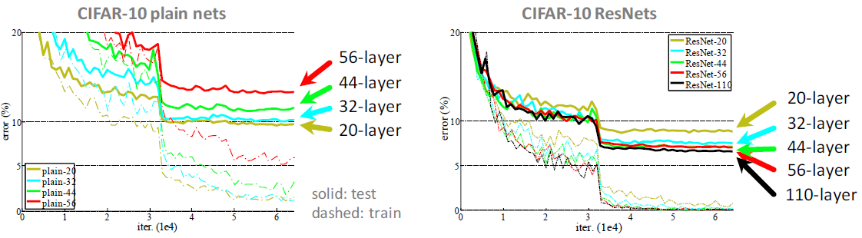 CIFAR-10 plain nets
20
10
5
0
0
1
2
3
4
5
6
error (%)
iter. (1e4)
plain-20
plain-32
plain-44
plain-56
56-layer
44-layer
32-layer
20-layer
solid: test
dashed: train
CIFAR-10 ResNets
20
10
5
0
0
1
2
3
4
5
6
error (%)
iter. (1e4)
ResNet-20
ResNet-32
ResNet-44
ResNet-56
ResNet-110
20-layer
32-layer
44-layer
56-layer
110-layer